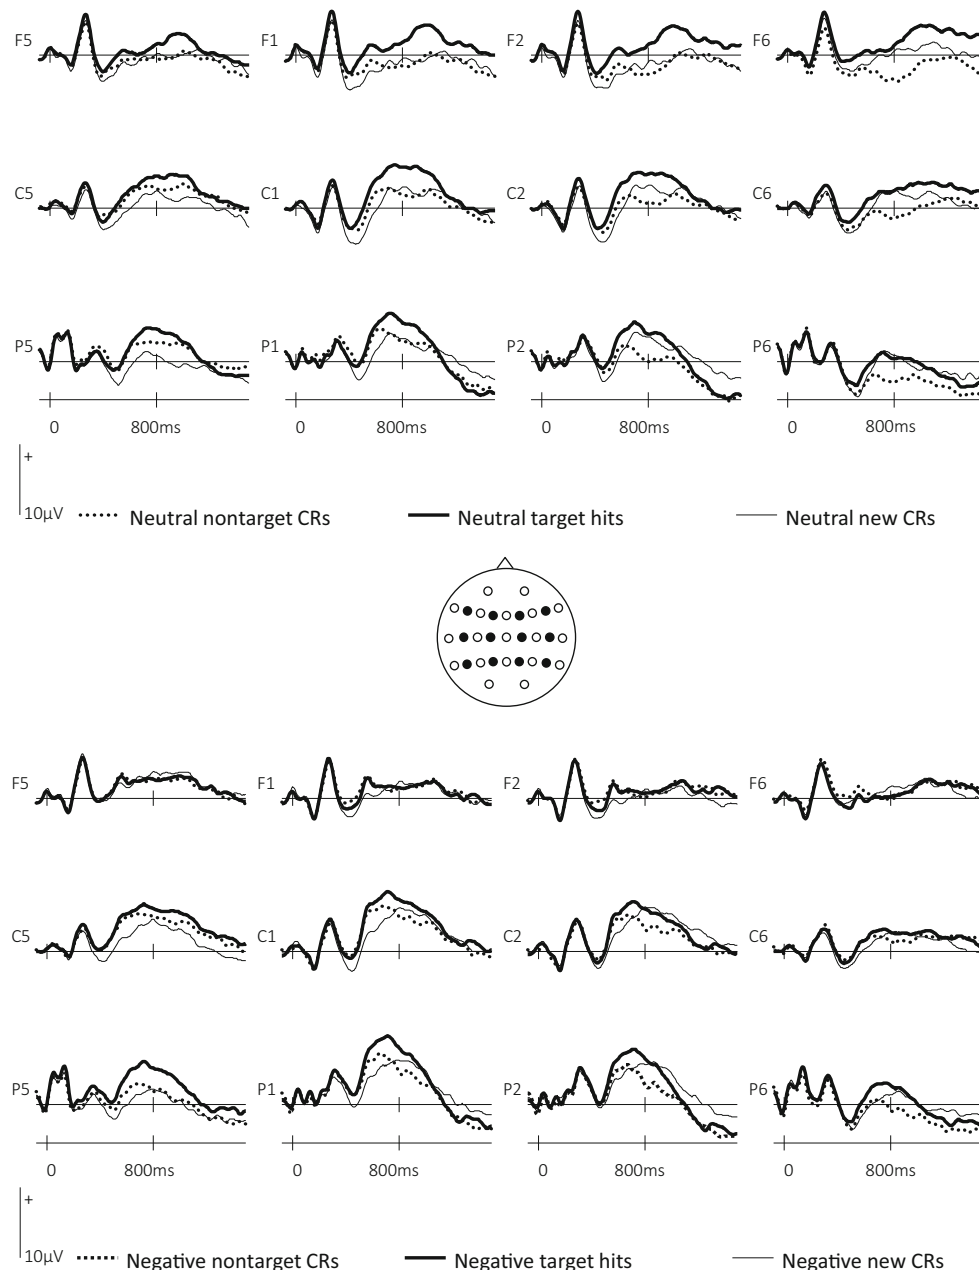 F5 F1 F2 F6
C5 C1 C2 C6
P5 P1 P2 P6
0 800ms 0 800ms 0 800ms 0 800ms
+
10µV
Neutral nontarget CRs Neutral target hits Neutral new CRs
F5 F1 F2 F6
C5 C1 C2 C6
P5 P1 P2 P6
0 800ms 0 800ms 0 800ms 0 800ms
+
10µV
Negative nontarget CRs Negative target hits Negative new CRs